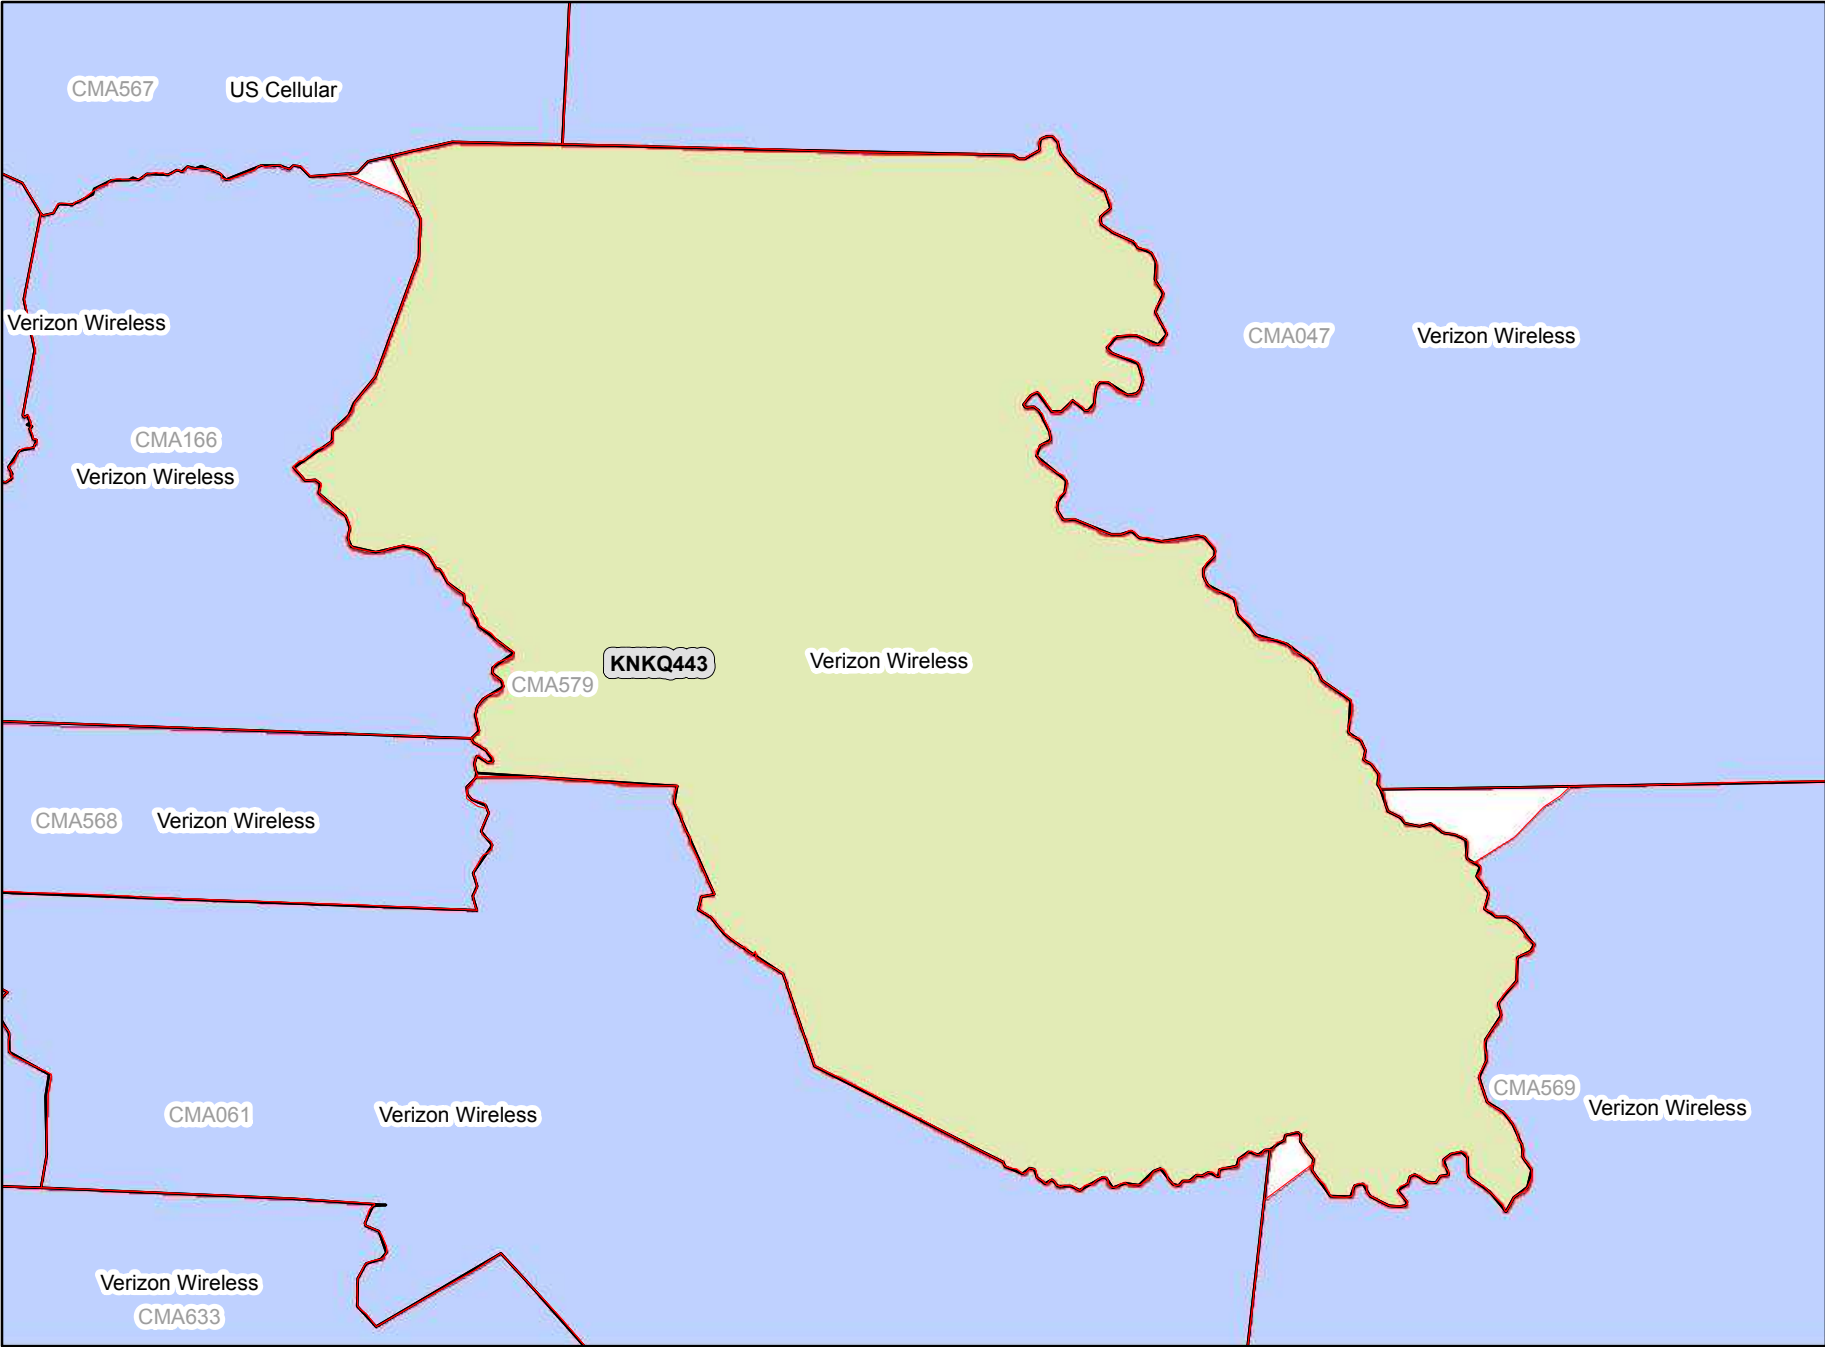 CMA567 US Cellular
Verizon Wireless
CMA047 Verizon Wireless
CMA166
Verizon Wireless
KNKQ443 Verizon Wireless
CMA579
CMA568 Verizon Wireless
CMA569
Verizon Wireless
CMA061 Verizon Wireless
Verizon Wireless
CMA633